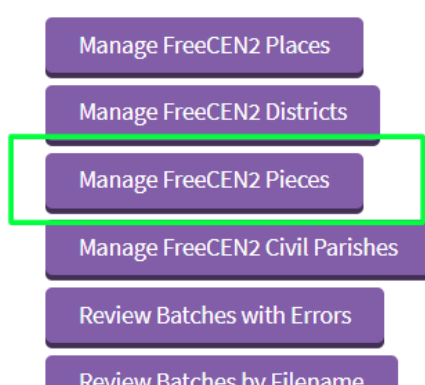 Manage FreeCEN2 Places
Manage FreeCEN2 Districts
Manage FreeCEN2 Pieces
Manage FreeCEN2 Civil Parishes
Review Batches with Errors
Review Batches by Filename